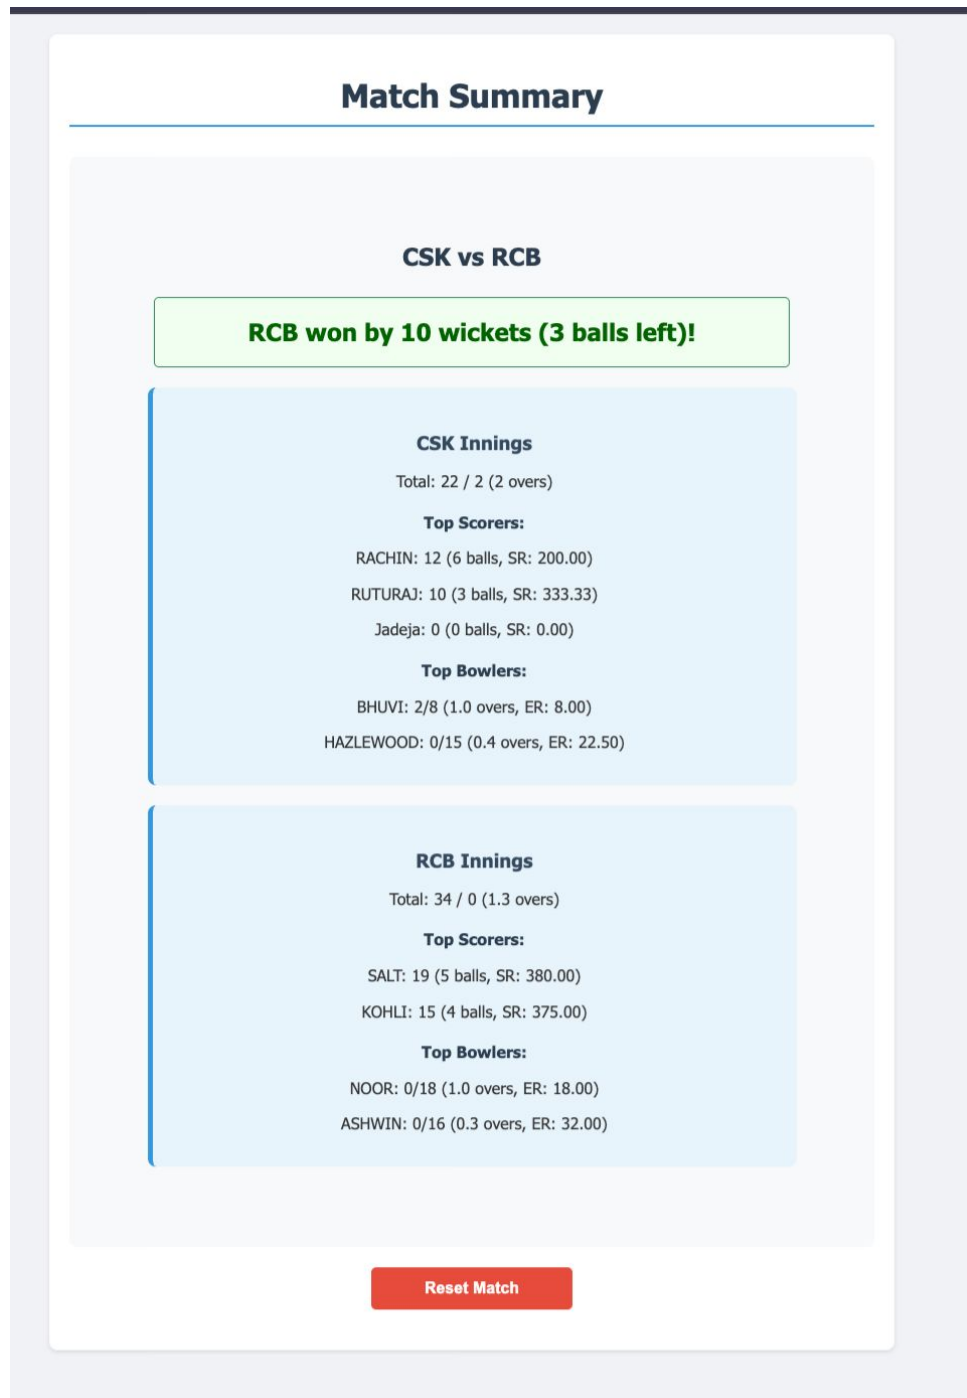 Match Summary
CSK vs RCB
RCB won by 10 wickets (3 balls left)!
CSK Innings
Total: 22 / 2 (2 overs)
Top Scorers:
RACHIN: 12 (6 balls, SR: 200.00)
RUTURAJ: 10 (3 balls, SR: 333.33)
Jadeja: 0 (0 balls, SR: 0.00)
Top Bowlers:
BHUVI: 2/8 (1.0 overs, ER: 8.00)
HAZLEWOOD: 0/15 (0.4 overs, ER: 22.50)
RCB Innings
Total: 34 / 0 (1.3 overs)
Top Scorers:
SALT: 19 (5 balls, SR: 380.00)
KOHLI: 15 (4 balls, SR: 375.00)
Top Bowlers:
NOOR: 0/18 (1.0 overs, ER: 18.00)
ASHWIN: 0/16 (0.3 overs, ER: 32.00)
Reset Match